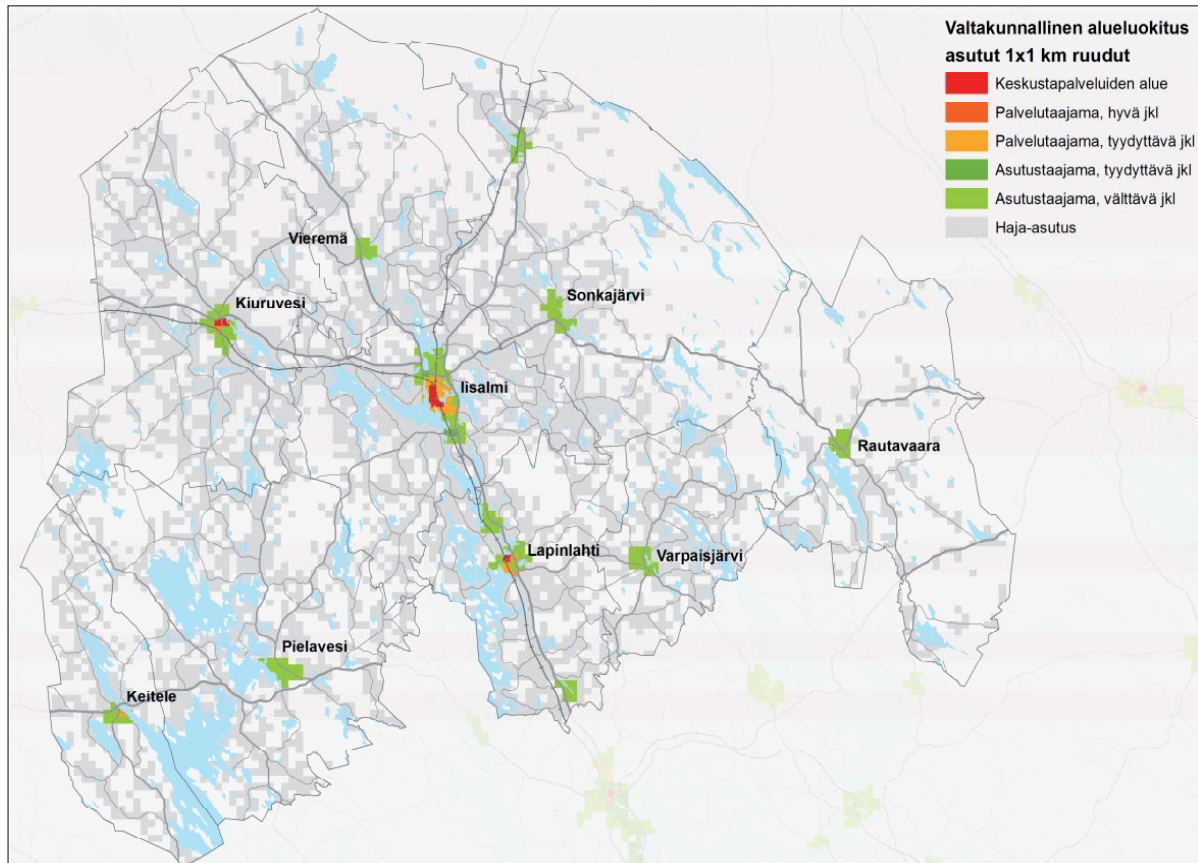 Valtakunnallinen alueluokitus
asutut 1x1 km ruudut
Keskustapalveluiden alue
Palvelutaajama, hyvä jkl
Palvelutaajama, tyydyttävä jkl
Asutustaajama, tyydyttävä jkl
Asutustaajama, välttävä jkl
Haja-asutus
Vieremä
Kiuruvesi
Sonkajärvi
Iisalmi
Rautavaara
Lapinlahti
Varpaisjärvi
Pielavesi
Keitele